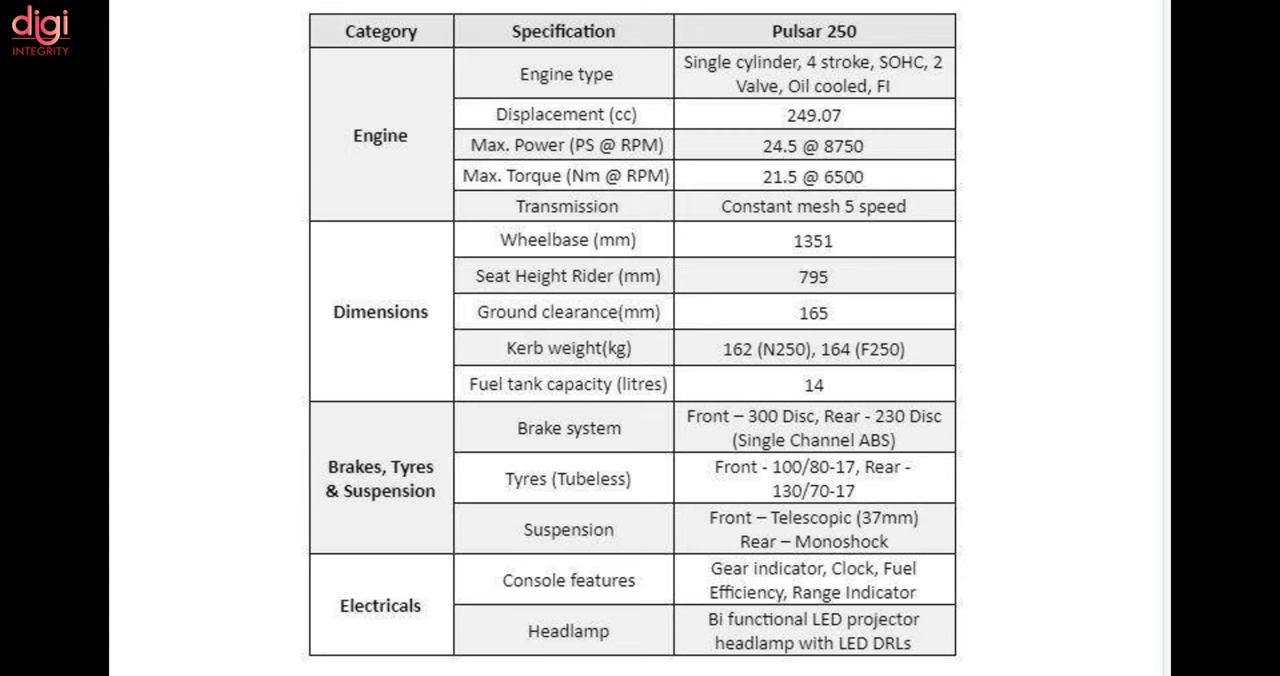 digi
INTEGRITY
Category Specification Pulsar 250
Engine
Engine type
Single cylinder, 4 stroke, SOHC, 2
Valve, Oil cooled, FI
Displacement (cc) 249.07
Max. Power (PS @ RPM) 24.5 @ 8750
Max. Torque (Nm @ RPM) 21.5 @ 6500
Transmission Constant mesh 5 speed
Dimensions
Wheelbase (mm) 1351
Seat Height Rider (mm) 795
Ground clearance(mm) 165
Kerb weight(kg) 162 (N250), 164 (F250)
Fuel tank capacity (litres) 14
Brakes, Tyres
& Suspension
Brake system
Front – 300 Disc, Rear - 230 Disc
(Single Channel ABS)
Tyres (Tubeless)
Front - 100/80-17, Rear -
130/70-17
Suspension
Front – Telescopic (37mm)
Rear – Monoshock
Electricals
Console features
Gear indicator, Clock, Fuel
Efficiency, Range Indicator
Headlamp
Bi functional LED projector
headlamp with LED DRLs